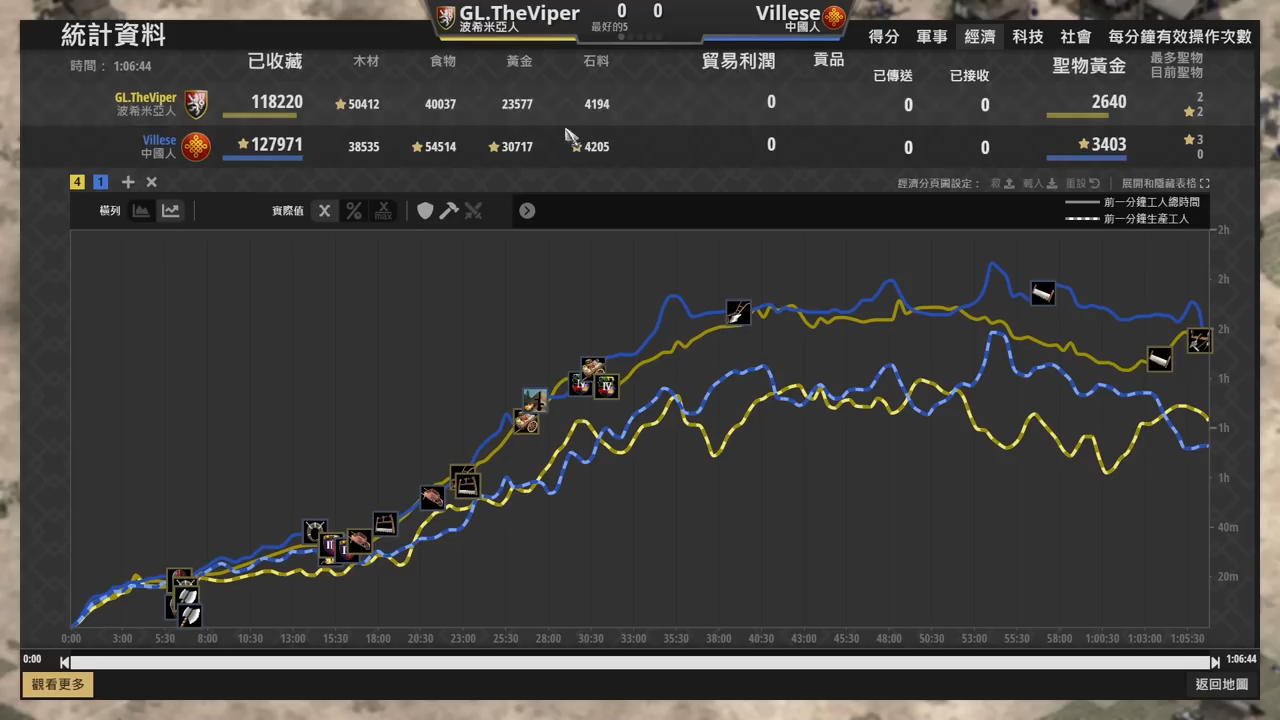 GL.TheViper
波希米亞人
0
0
最好的5
Villese
中國人
統計資料
得分
軍事
經濟
科技
社會
每分鐘有效操作次數
時間： 1:06:44
已收藏
木材
食物
黃金
石料
貿易利潤
貢品
已傳送
已接收
聖物黃金
最多聖物
目前聖物
GL.TheViper
波希米亞人
118220
50412
40037
23577
4194
0
0
0
2640
2
2
Villese
中國人
127971
38535
54514
30717
4205
0
0
0
3403
3
0
4
1
經濟分頁圖設定：
載入
重設
展開和隱藏表格
橫列
實際值
X
%
X
max
前一分鐘工人總時間
前一分鐘生產工人
2h
2h
2h
1h
1h
1h
40m
20m
0:00
3:00
5:30
8:00
10:30
13:00
15:30
18:00
20:30
23:00
25:30
28:00
30:30
33:00
35:30
38:00
40:30
43:00
45:30
48:00
50:30
53:00
55:30
58:00
1:00:30
1:03:00
1:05:30
0:00
1:06:44
觀看更多
返回地圖